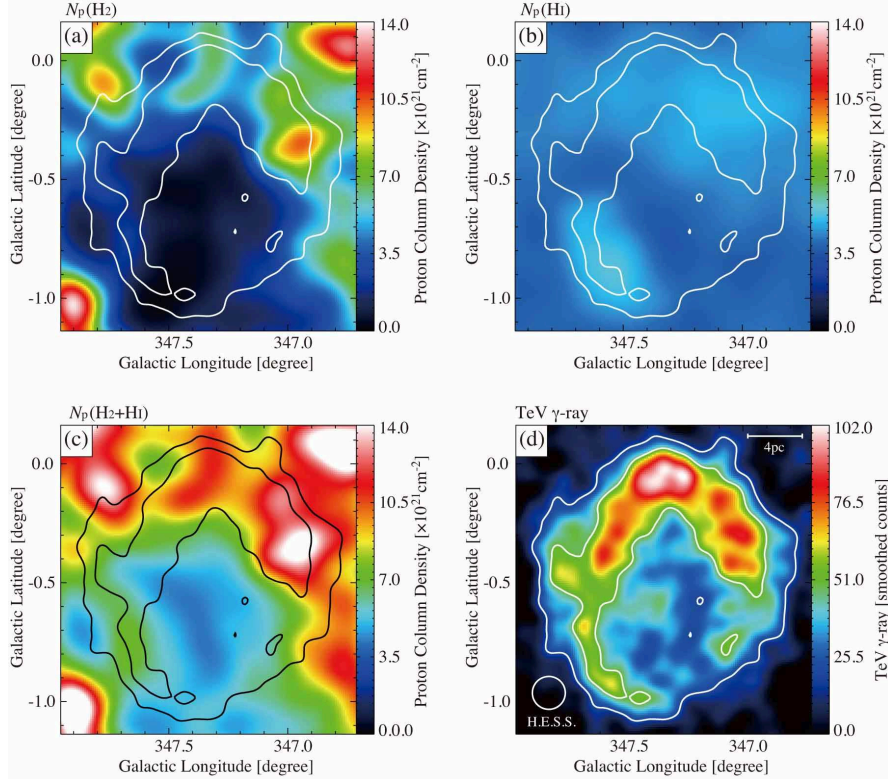 Np(H2)
(a)
14.0
10.5
7.0
3.5
0.0
Proton Column Density [×10^21 cm^-2]
0.0
-0.5
-1.0
Galactic Latitude [degree]
347.5
347.0
Galactic Longitude [degree]
Np(HI)
(b)
14.0
10.5
7.0
3.5
0.0
Proton Column Density [×10^21 cm^-2]
0.0
-0.5
-1.0
Galactic Latitude [degree]
347.5
347.0
Galactic Longitude [degree]
Np(H2+HI)
(c)
14.0
10.5
7.0
3.5
0.0.0
Proton Column Density [×10^21 cm^-2]
0.0
-0.5
-1.0
Galactic Latitude [degree]
347.5
347.0
Galactic Longitude [degree]
TeV γ-ray
(d)
4pc
H.E.S.S.
102.0
76.5
51.0
25.5
0.0
TeV γ-ray [smoothed counts]
0.0
-0.5
-1.0
Galactic Latitude [degree]
347.5
347.0
Galactic Longitude [degree]